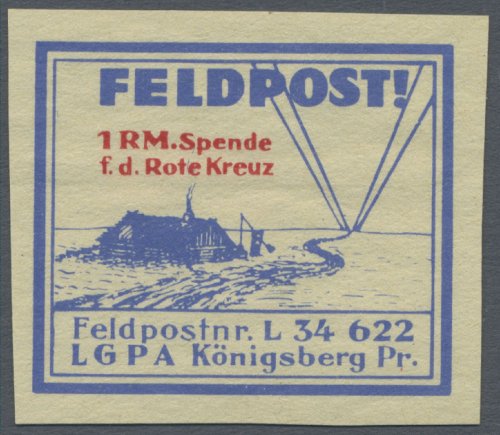 FELDPOST!
1 RM. Spende
f. d. Rote Kreuz
Feldpostnr. L 34 622
LGPA Königsberg Pr.